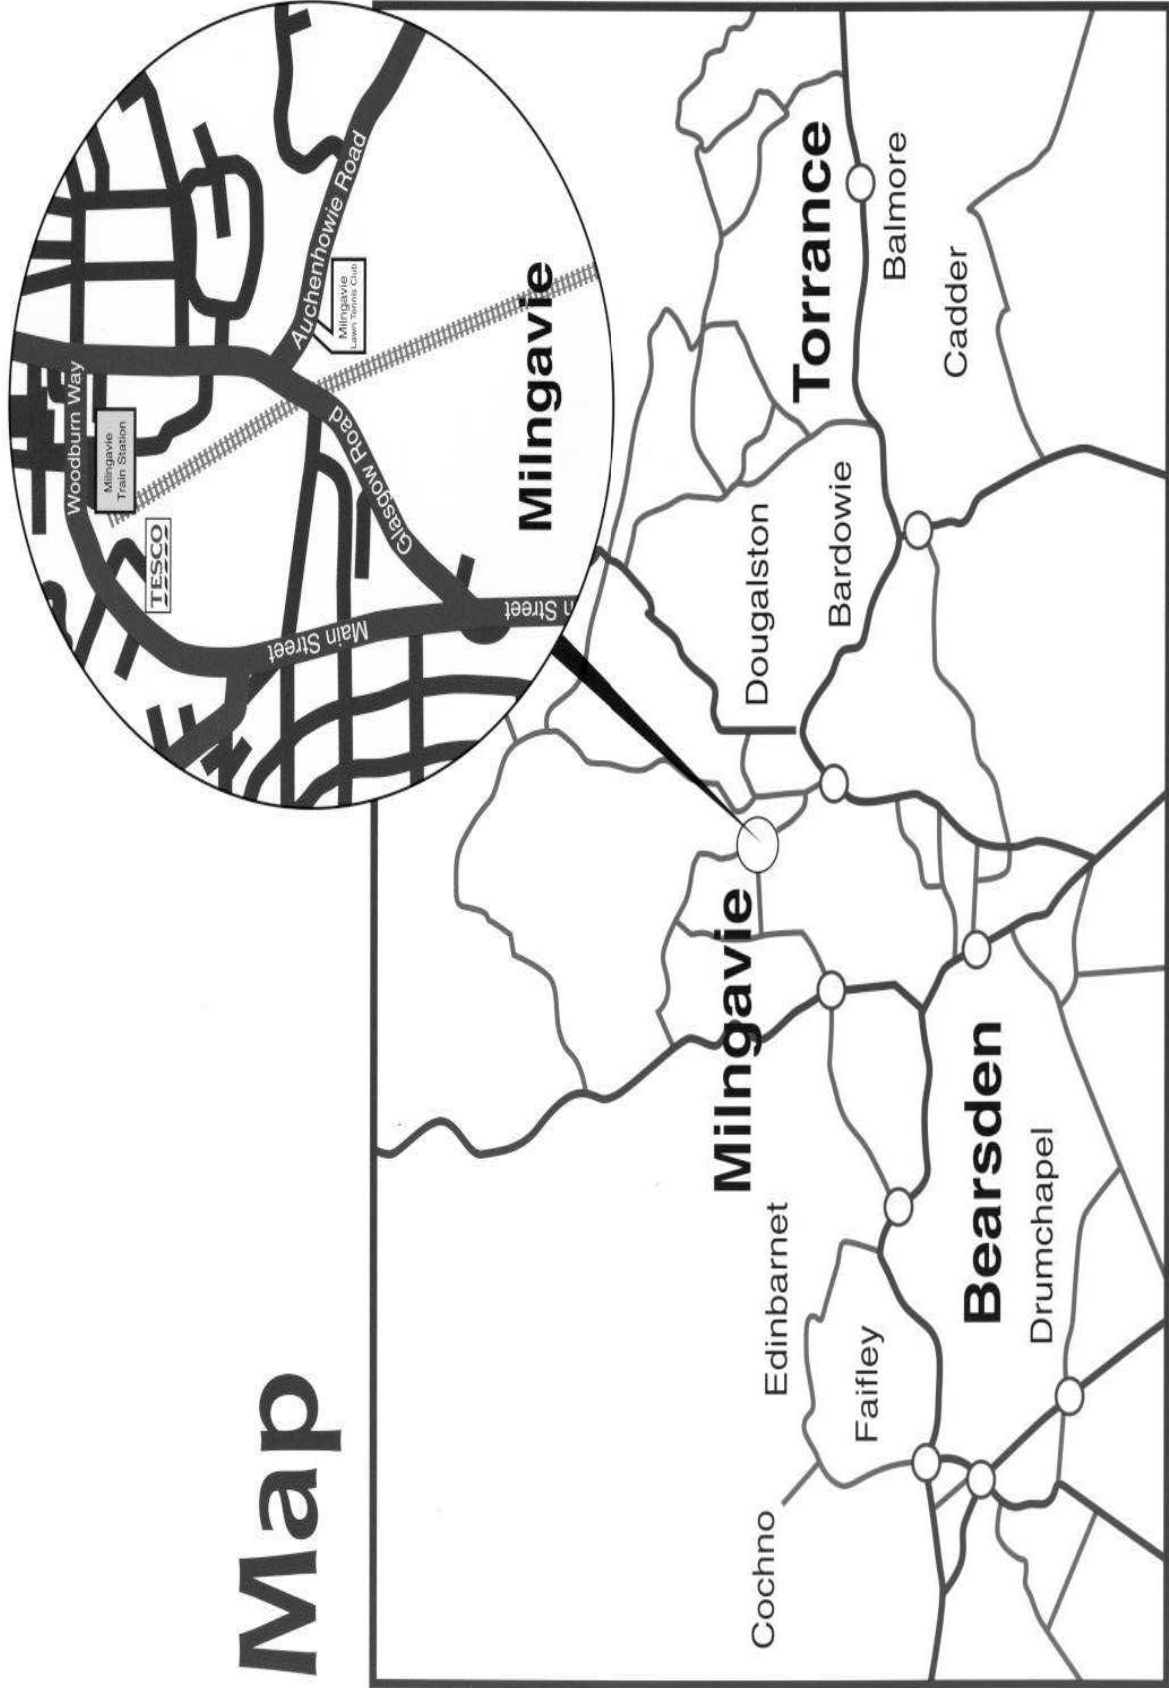 Map
Woodburn Way
Milngavie
Train Station
TESCO
Auchenhowie Road
Milngavie
Lawn Tennis Club
Glasgow Road
Main Street
n Street
Milngavie
Torrance
Balmore
Cadder
Dougalston
Bardowie
Milngavie
Edinbarnet
Cochno
Faifley
Bearsden
Drumchapel